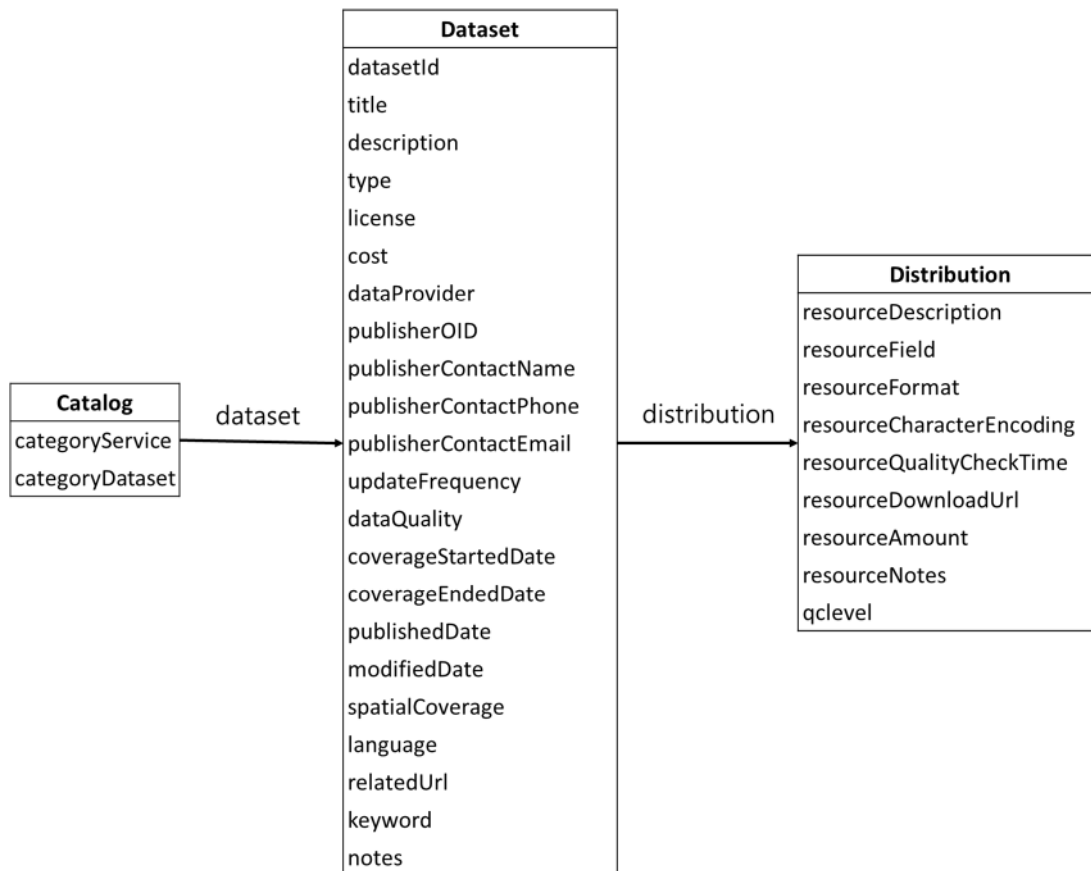 Catalog
categoryService
categoryDataset
dataset
Dataset
datasetId
title
description
type
license
cost
dataProvider
publisherOID
publisherContactName
publisherContactPhone
publisherContactEmail
updateFrequency
dataQuality
coverageStartedDate
coverageEndedDate
publishedDate
modifiedDate
spatialCoverage
language
relatedUrl
keyword
notes
distribution
Distribution
resourceDescription
resourceField
resourceFormat
resourceCharacterEncoding
resourceQualityCheckTime
resourceDownloadUrl
resourceAmount
resourceNotes
qclevel